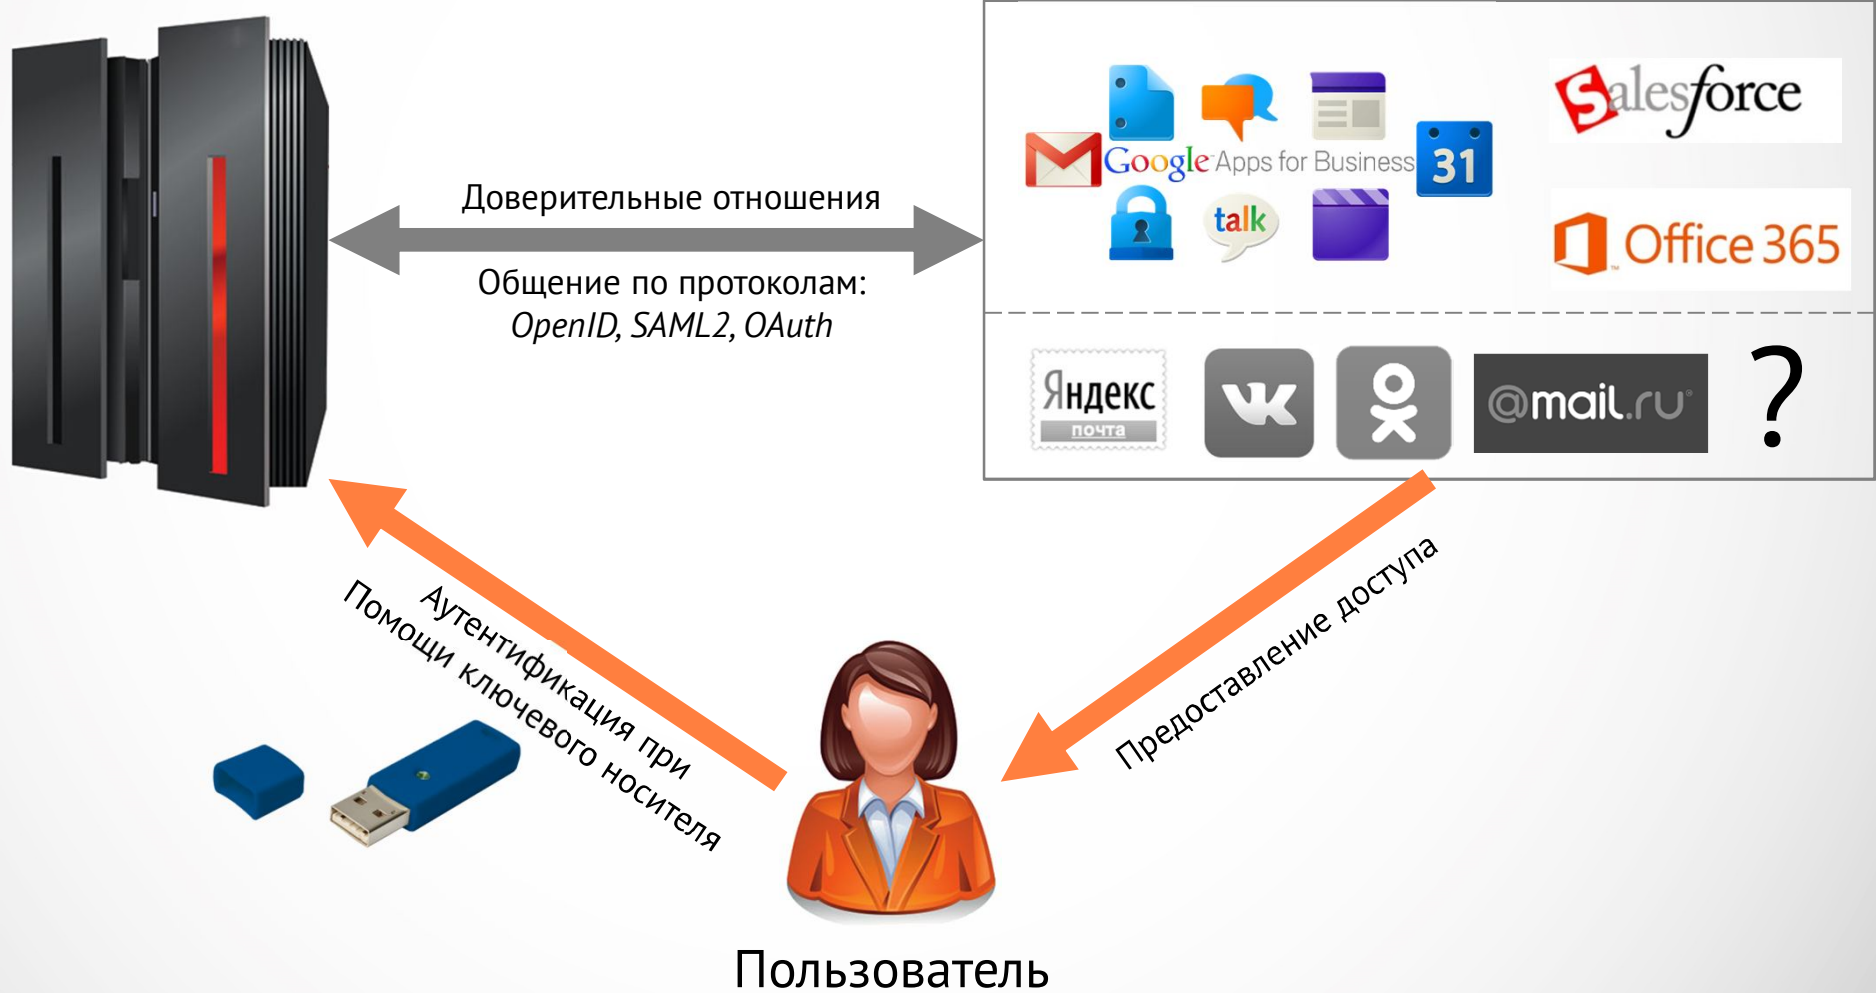 Доверительные отношения
Общение по протоколам:
OpenID, SAML2, OAuth
Google Apps for Business
31
talk
Salesforce
Office 365
Яндекс
почта
@mail.ru
?
Аутентификация при
Помощи ключевого носителя
Предоставление доступа
Пользователь